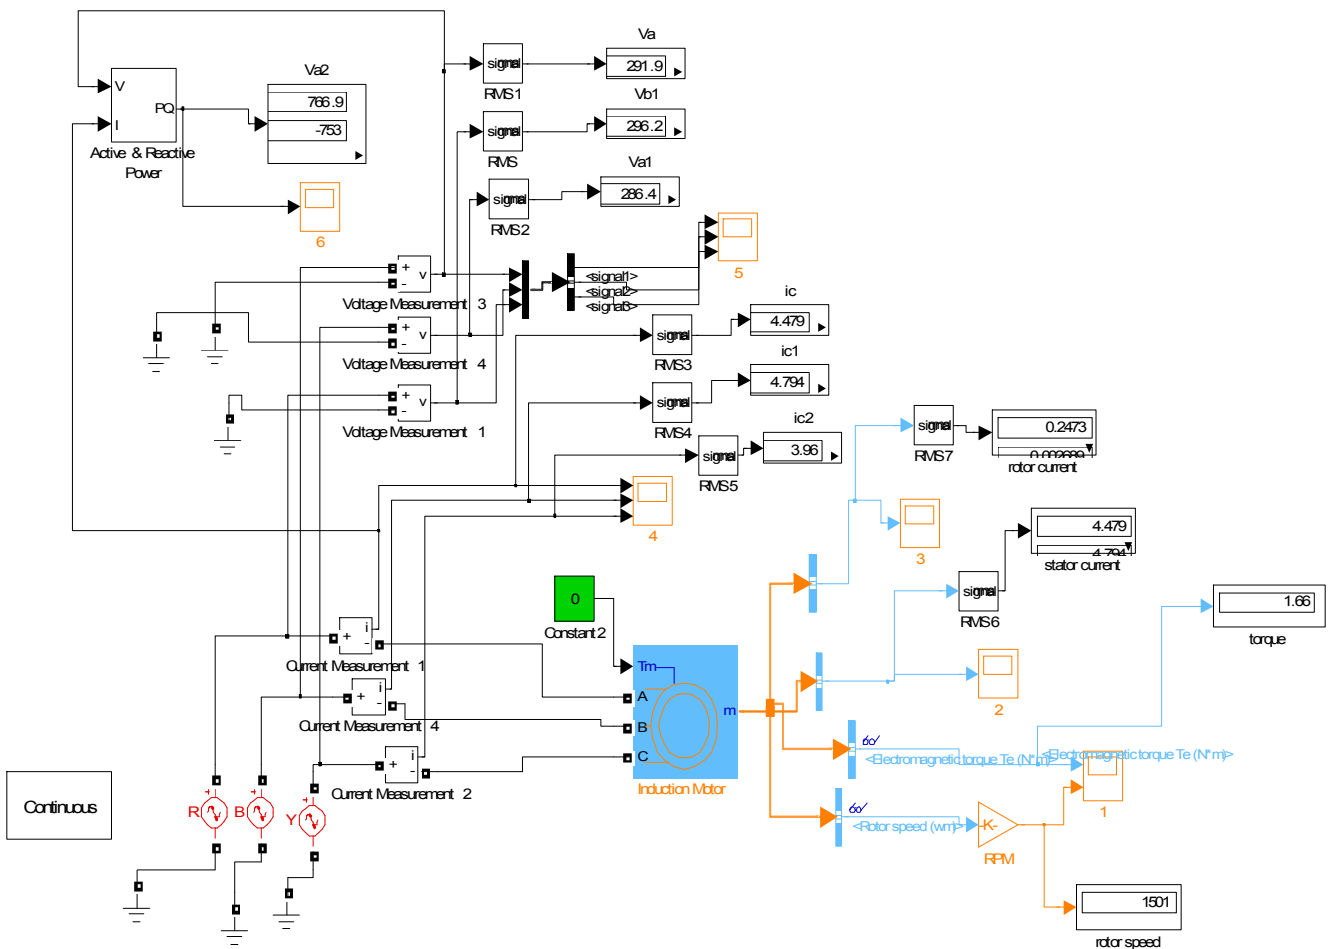 Va
signal
291.9
RMS1
Va2
V
PQ
I
766.9
-753
Active & Reactive
Power
Vb1
signal
296.2
RMS
Va1
signal
286.4
RMS2
6
5
+
-
v
Voltage Measurement 3
<signal1>
<signal2>
<signal3>
+
-
v
Voltage Measurement 4
+
-
v
Voltage Measurement 1
ic
signal
4.479
RMS3
ic1
signal
4.794
RMS4
ic2
signal
3.96
RMS5
signal
RMS7
0.2473
0.002689
rotor current
4
3
4.479
4.794
stator current
signal
RMS6
0
Constant2
1.66
torque
+
i
-
Current Measurement 1
+
i
-
Current Measurement 4
+
i
-
Current Measurement 2
Tm
A
B
C
m
Induction Motor
2
<Electromagnetic torque Te (N*m)>
<Electromagnetic torque Te (N*m)>
1
<Rotor speed (wm)>
-K-
RPM
Continuous
R
+
B
+
Y
+
1501
rotor speed